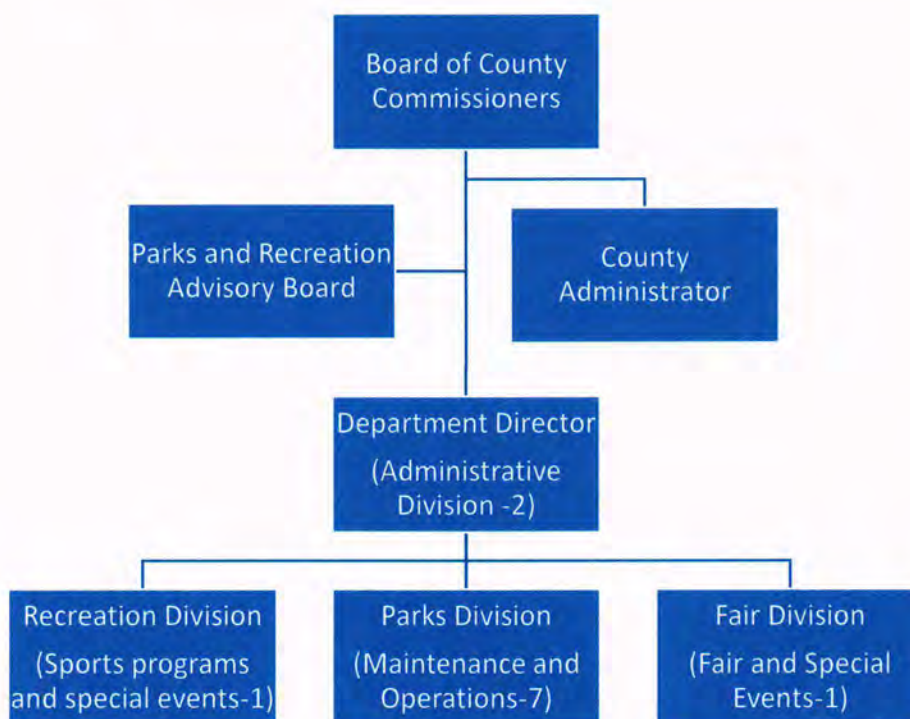 Board of County
Commissioners
Parks and Recreation
Advisory Board
County
Administrator
Department Director
(Administrative
Division -2)
Recreation Division
(Sports programs
and special events-1)
Parks Division
(Maintenance and
Operations-7)
Fair Division
(Fair and Special
Events-1)